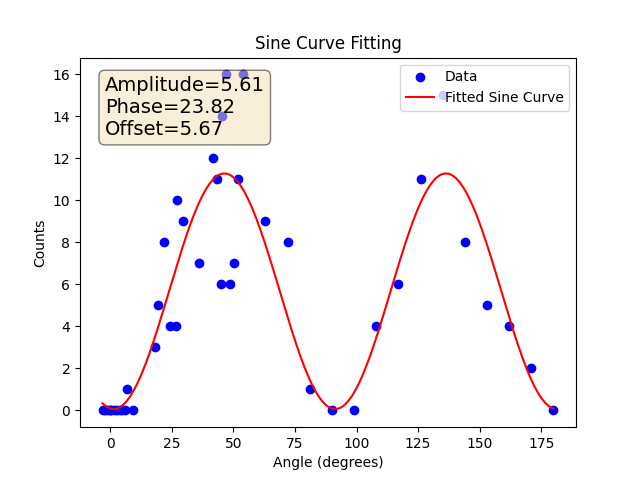 Sine Curve Fitting
Amplitude=5.61
Phase=23.82
Offset=5.67
Data
Fitted Sine Curve
Counts
16
14
12
10
8
6
4
2
0
0
25
50
75
100
125
150
175
Angle (degrees)